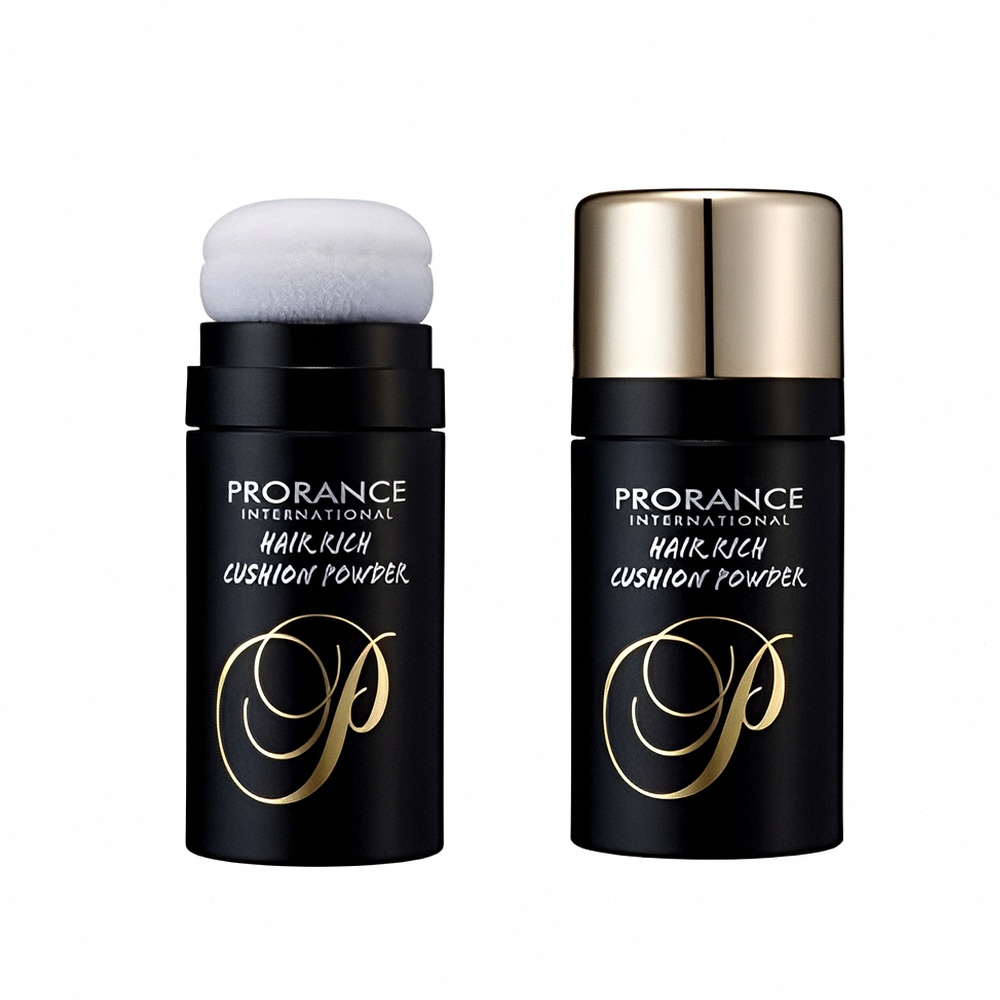 PRORANCE
INTERNATIONAL
HAIR RICH
CUSHION POWDER
P
PRORANCE
INTERNATIONAL
HAIR RICH
CUSHION POWDER
P